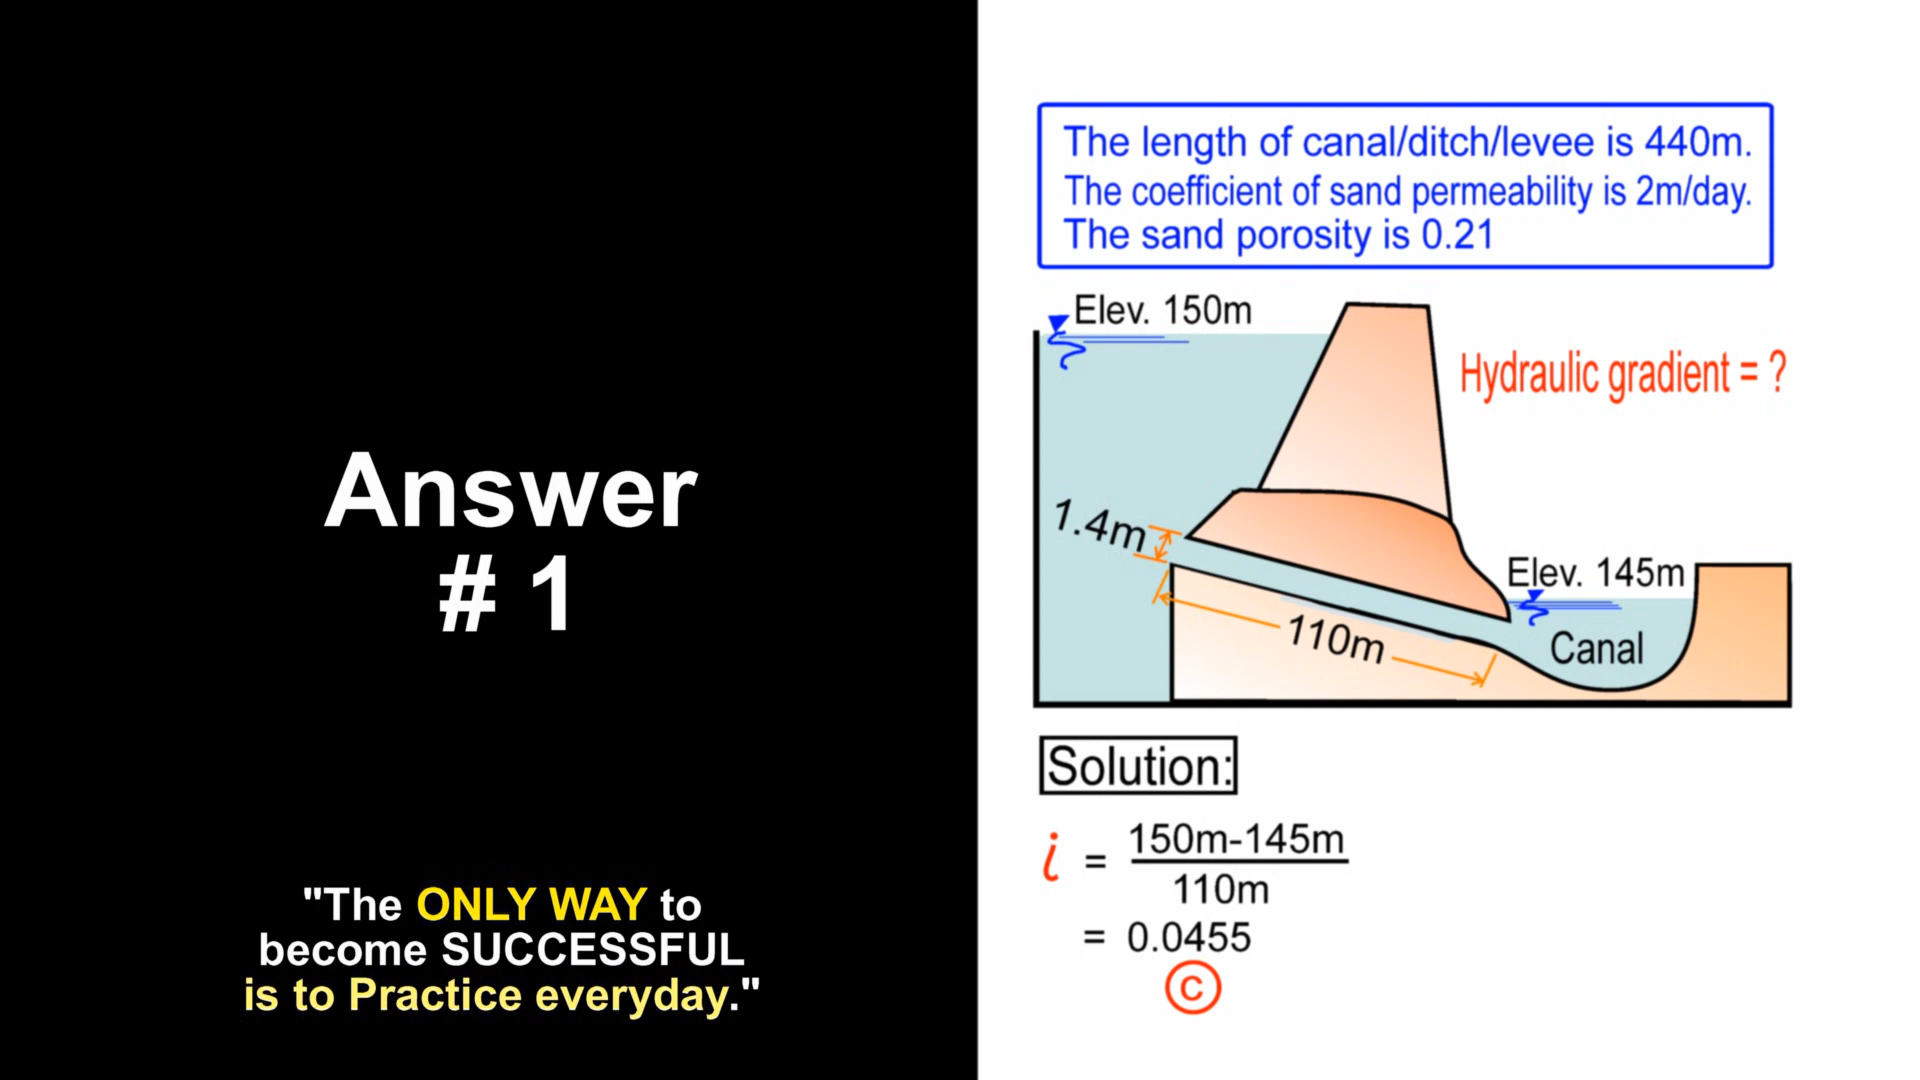 Answer
# 1
"The ONLY WAY to
become SUCCESSFUL
is to Practice everyday."
The length of canal/ditch/levee is 440m.
The coefficient of sand permeability is 2m/day.
The sand porosity is 0.21
Elev. 150m
Hydraulic gradient = ?
1.4m
Elev. 145m
110m
Canal
Solution:
i = 150m-145m
110m
= 0.0455
C